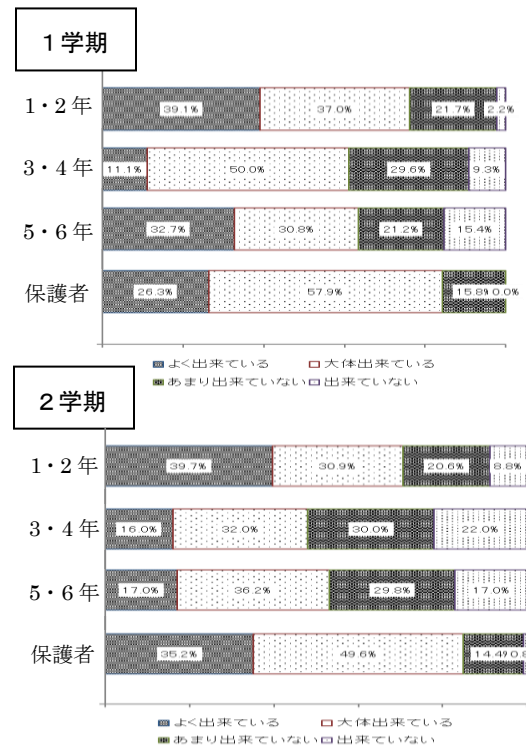 1学期
1・2年 39.1% 37.0% 21.7% 2.2%
3・4年 11.1% 50.0% 29.6% 9.3%
5・6年 32.7% 30.8% 21.2% 15.4%
保護者 26.3% 57.9% 15.8% 0.0%
よく出来ている 大体出来ている
あまり出来ていない 出来ていない
2学期
1・2年 39.7% 30.9% 20.6% 8.8%
3・4年 16.0% 32.0% 30.0% 22.0%
5・6年 17.0% 36.2% 29.8% 17.0%
保護者 35.2% 49.6% 14.4% 0.8
よく出来ている 大体出来ている
あまり出来ていない 出来ていない